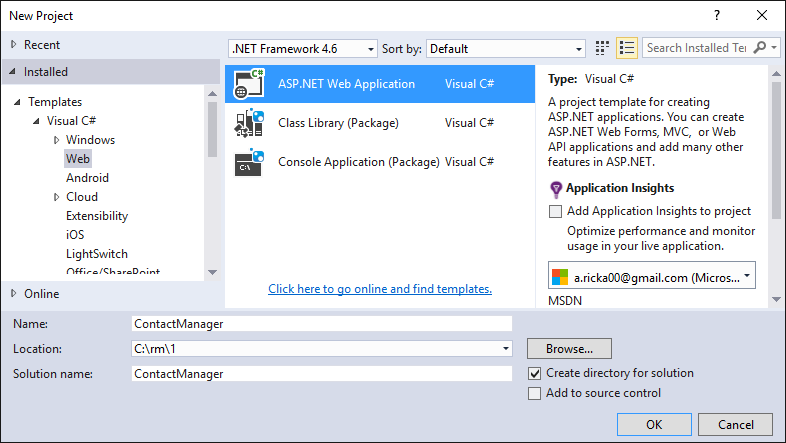 New Project
?
Recent
.NET Framework 4.6
Sort by:
Default
Search Installed Te
Installed
Templates
Visual C#
Windows
Web
Android
Cloud
Extensibility
iOS
LightSwitch
Office/SharePoint
Online
C#
ASP.NET Web Application
Visual C#
Class Library (Package)
Visual C#
C:\
Console Application (Package)
Visual C#
Click here to go online and find templates.
Type: Visual C#
A project template for creating
ASP.NET applications. You can create
ASP.NET Web Forms, MVC, or Web
API applications and add many other
features in ASP.NET.
Application Insights
Add Application Insights to project
Optimize performance and monitor
usage in your live application.
a.ricka00@gmail.com (Micros...
MSDN
Name:
ContactManager
Location:
C:\rm\1
Browse...
Solution name:
ContactManager
Create directory for solution
Add to source control
OK
Cancel